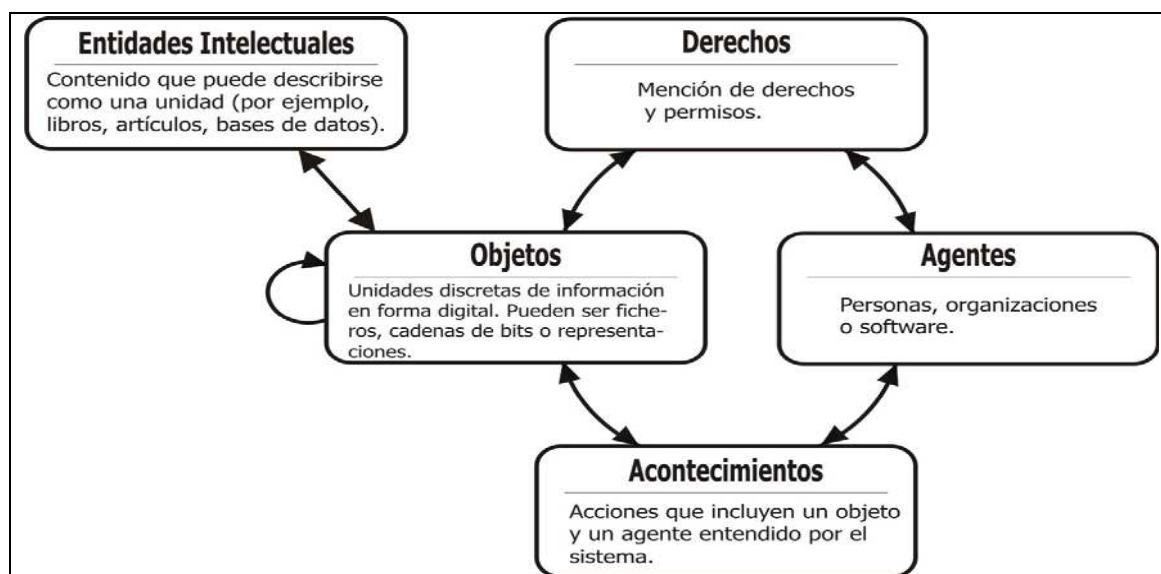 Entidades Intelectuales
Contenido que puede describirse
como una unidad (por ejemplo,
libros, artículos, bases de datos).
Derechos
Mención de derechos
y permisos.
Objetos
Unidades discretas de información
en forma digital. Pueden ser fiche-
ros, cadenas de bits o representa-
ciones.
Agentes
Personas, organizaciones
o software.
Acontecimientos
Acciones que incluyen un objeto
y un agente entendido por el
sistema.